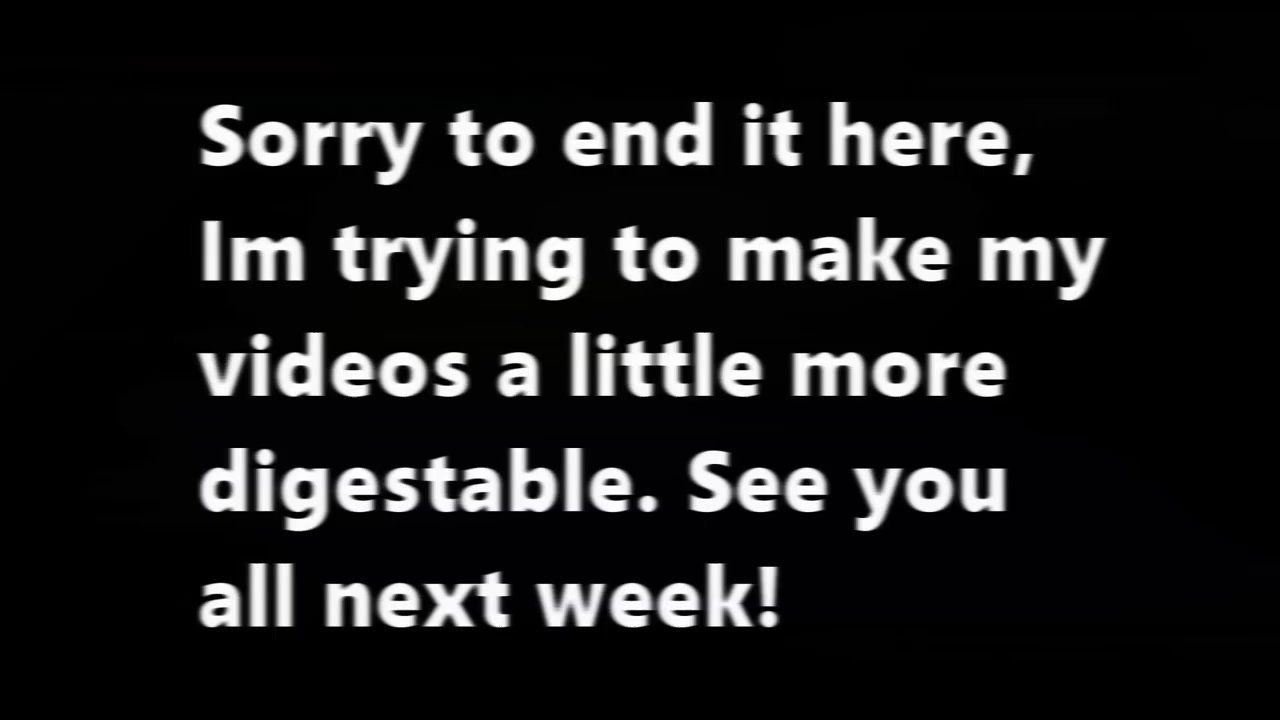 Sorry to end it here,
Im trying to make my
videos a little more
digestable. See you
all next week!